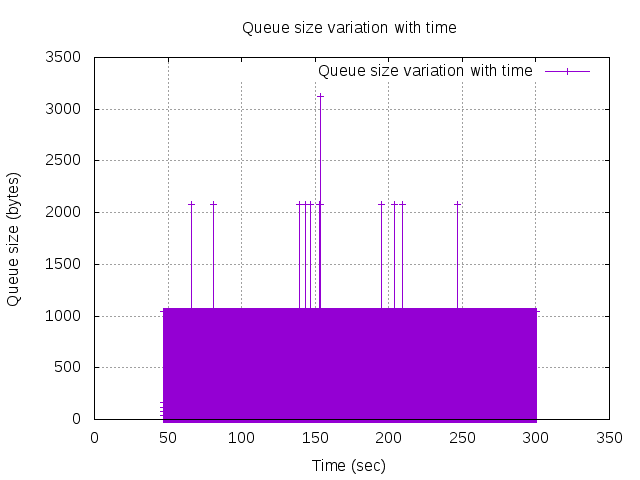 Queue size variation with time
Queue size variation with time
3500
3000
2500
2000
1500
1000
500
0
Queue size (bytes)
0 50 100 150 200 250 300 350
Time (sec)